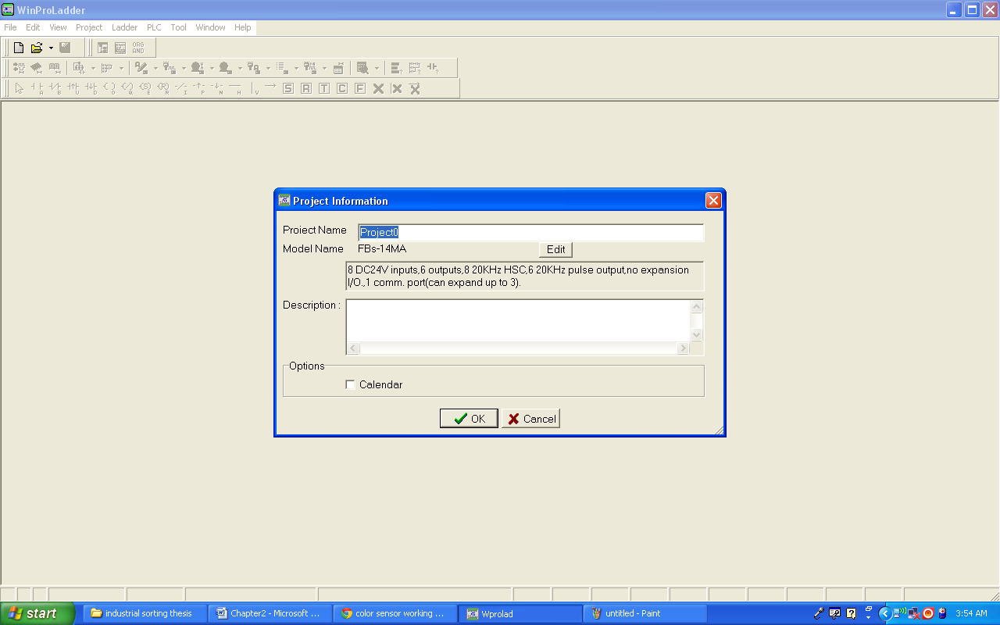 WinProLadder
File Edit View Project Ladder PLC Tool Window Help
ORG
AND
A B U D O Q E R I P N H V S R T C F
Project Information
Project Name Project0
Model Name FBs-14MA Edit
8 DC24V inputs,6 outputs,8 20KHz HSC,6 20KHz pulse output,no expansion
I/O.,1 comm. port(can expand up to 3).
Description :
Options
Calendar
OK Cancel
start industrial sorting thesis Chapter2 - Microsoft ... color sensor working ... Wprolad untitled - Paint 3:54 AM